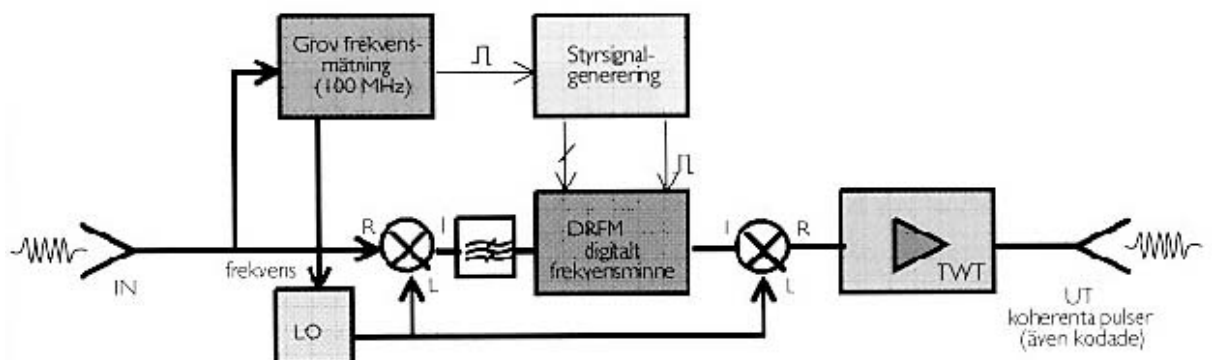 Grov frekvens-
mätning
(100 MHz)
Styrsignal-
generering
R
I
L
IN
frekvens
LO
DRFM
digitalt
frekvensminne
I
R
L
TWT
UT
koherenta pulser
(även kodade)